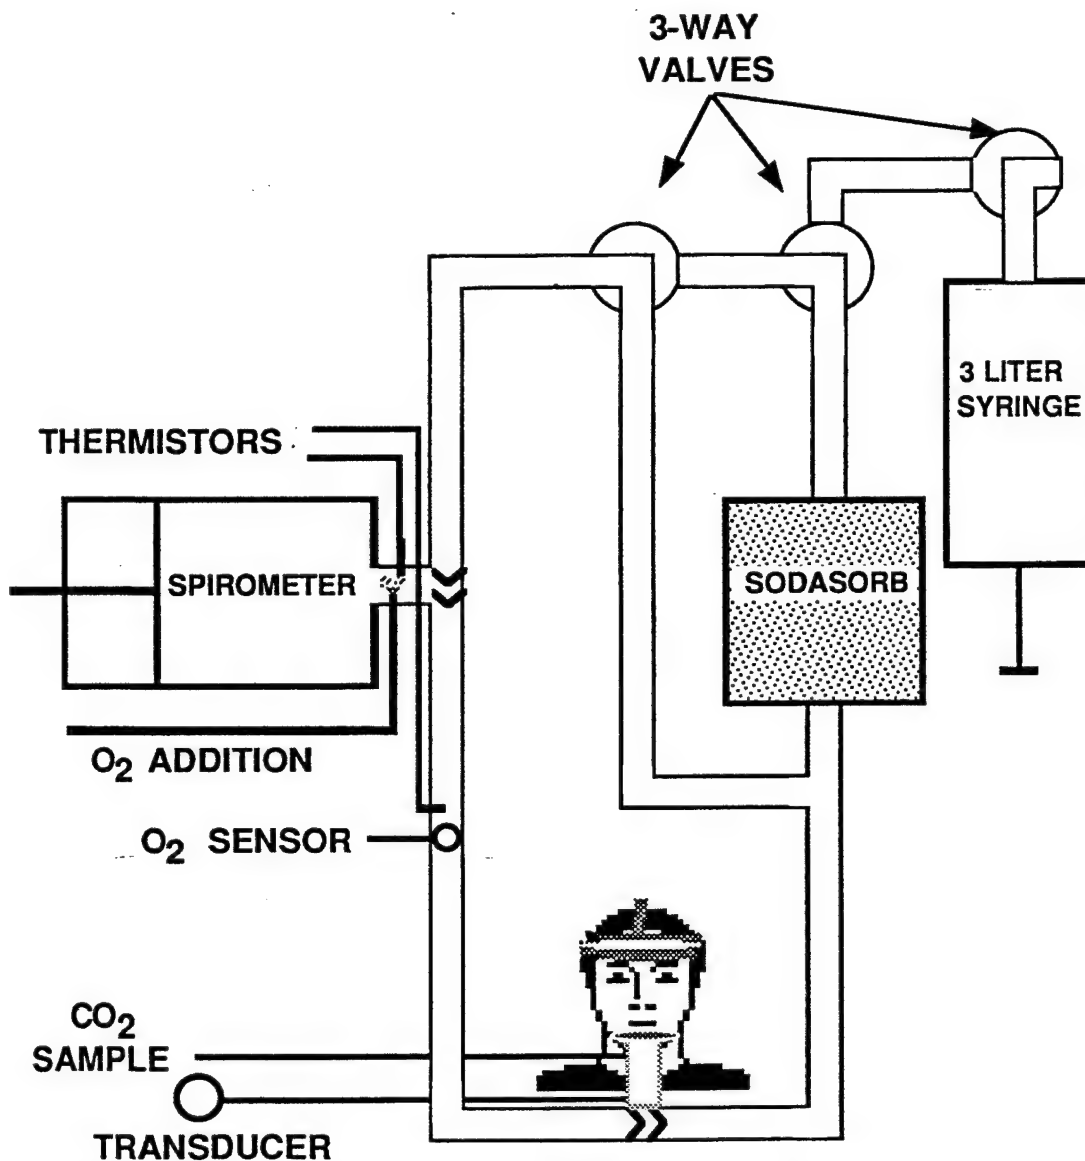 3-WAY
VALVES
3 LITER
SYRINGE
THERMISTORS
SPIROMETER
SODASORB
O₂ ADDITION
O₂ SENSOR
CO₂
SAMPLE
TRANSDUCER